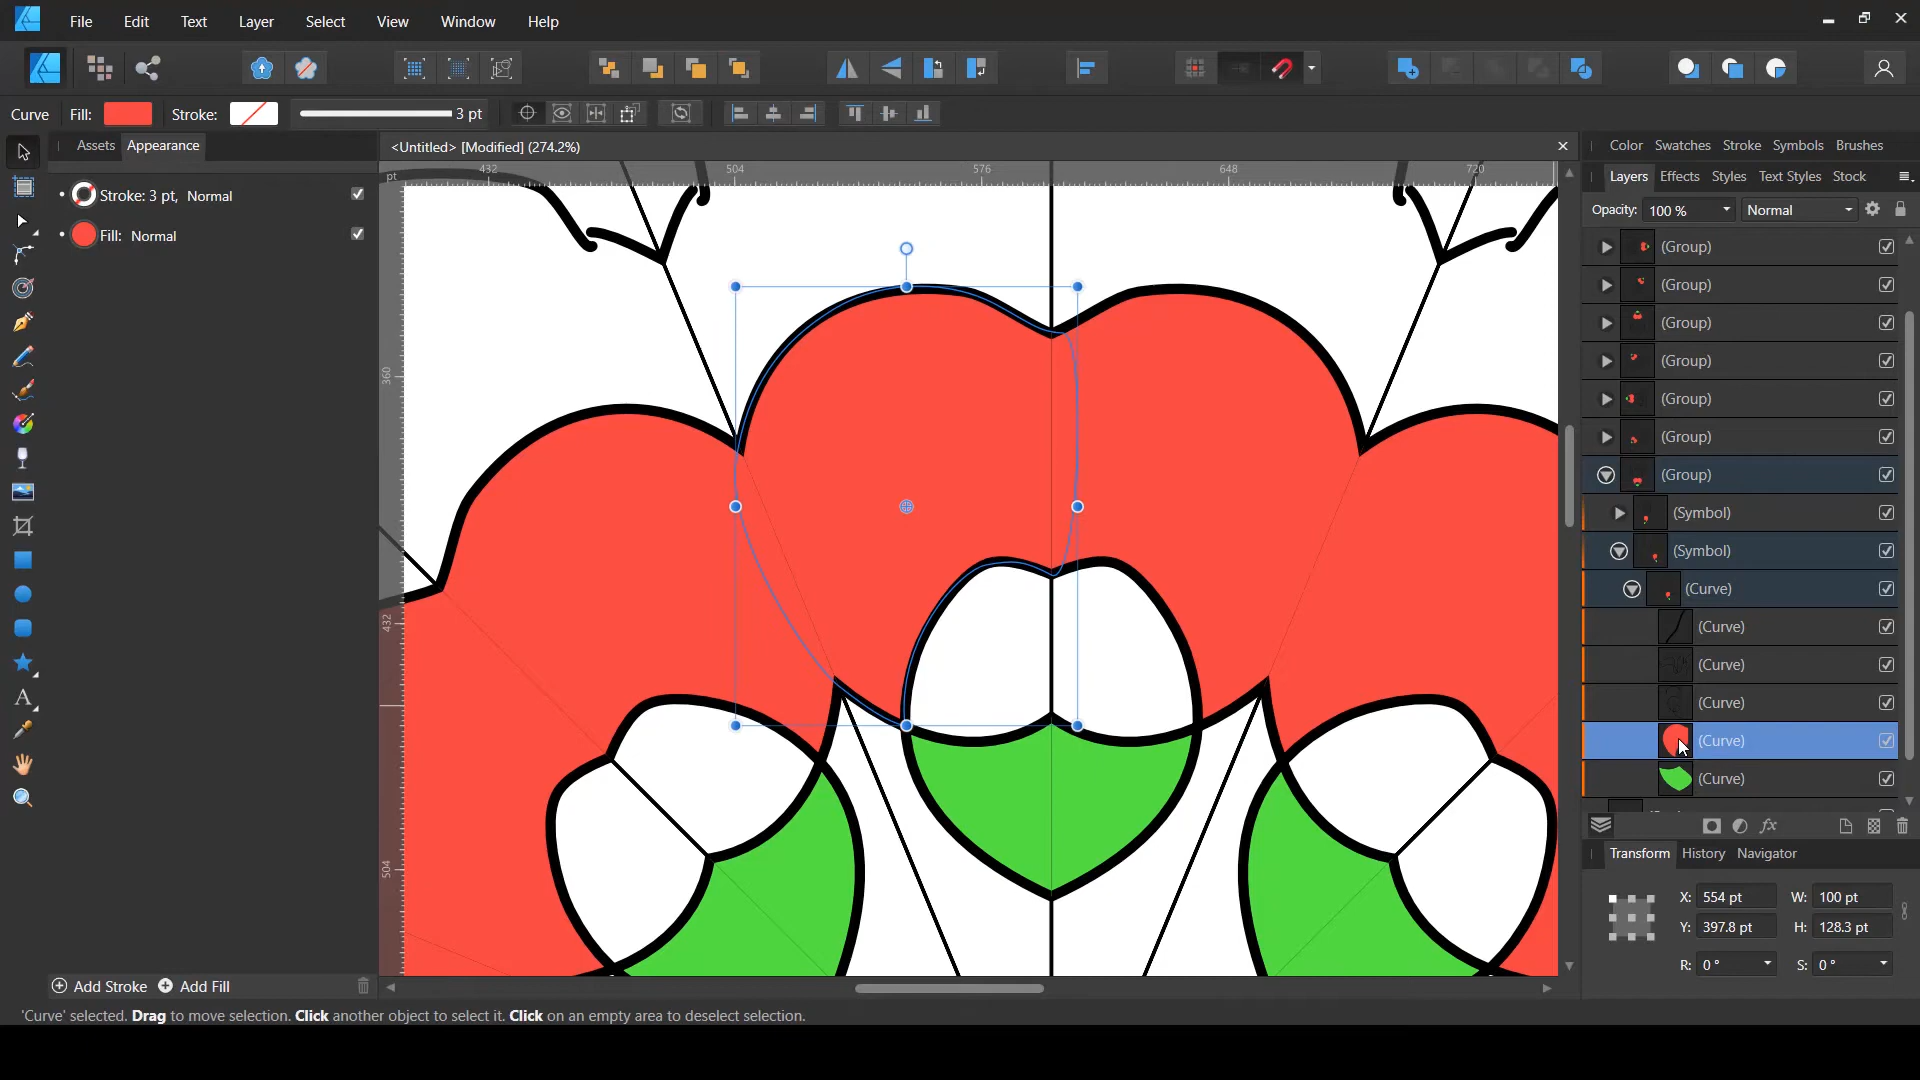 File Edit Text Layer Select View Window Help
Curve Fill: Stroke: 3 pt
Assets Appearance
Stroke: 3 pt, Normal
Fill: Normal
Add Stroke Add Fill
<Untitled> [Modified] (274.2%)
pt 432 504 576 648 720
360
432
504
Color Swatches Stroke Symbols Brushes
Layers Effects Styles Text Styles Stock
Opacity: 100 % Normal
(Group)
(Group)
(Group)
(Group)
(Group)
(Group)
(Group)
(Symbol)
(Symbol)
(Curve)
(Curve)
(Curve)
(Curve)
(Curve)
(Curve)
Transform History Navigator
X: 554 pt W: 100 pt
Y: 397.8 pt H: 128.3 pt
R: 0 ° S: 0 °
'Curve' selected. Drag to move selection. Click another object to select it. Click on an empty area to deselect selection.